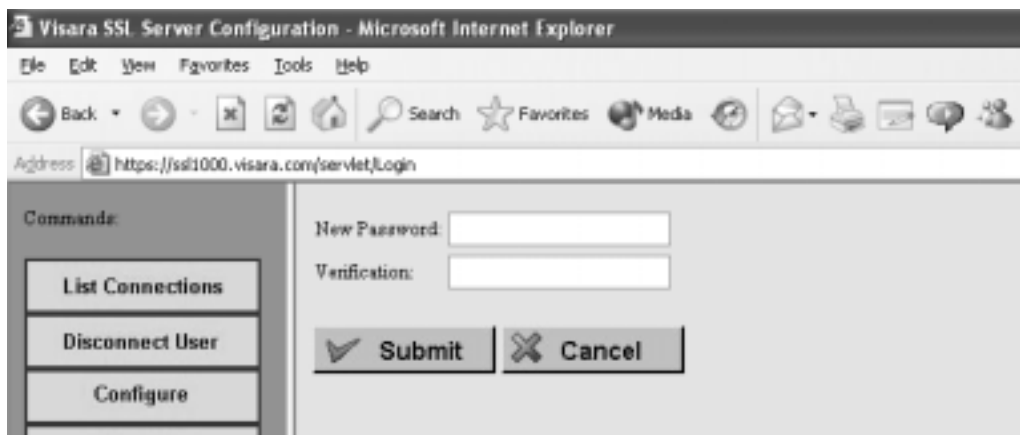 Visara SSL Server Configuration - Microsoft Internet Explorer
File Edit View Favorites Tools Help
Back Search Favorites Media
Address https://ssl1000.visara.com/servlet/Login
Commands:
List Connections
Disconnect User
Configure
New Password:
Verification:
Submit Cancel